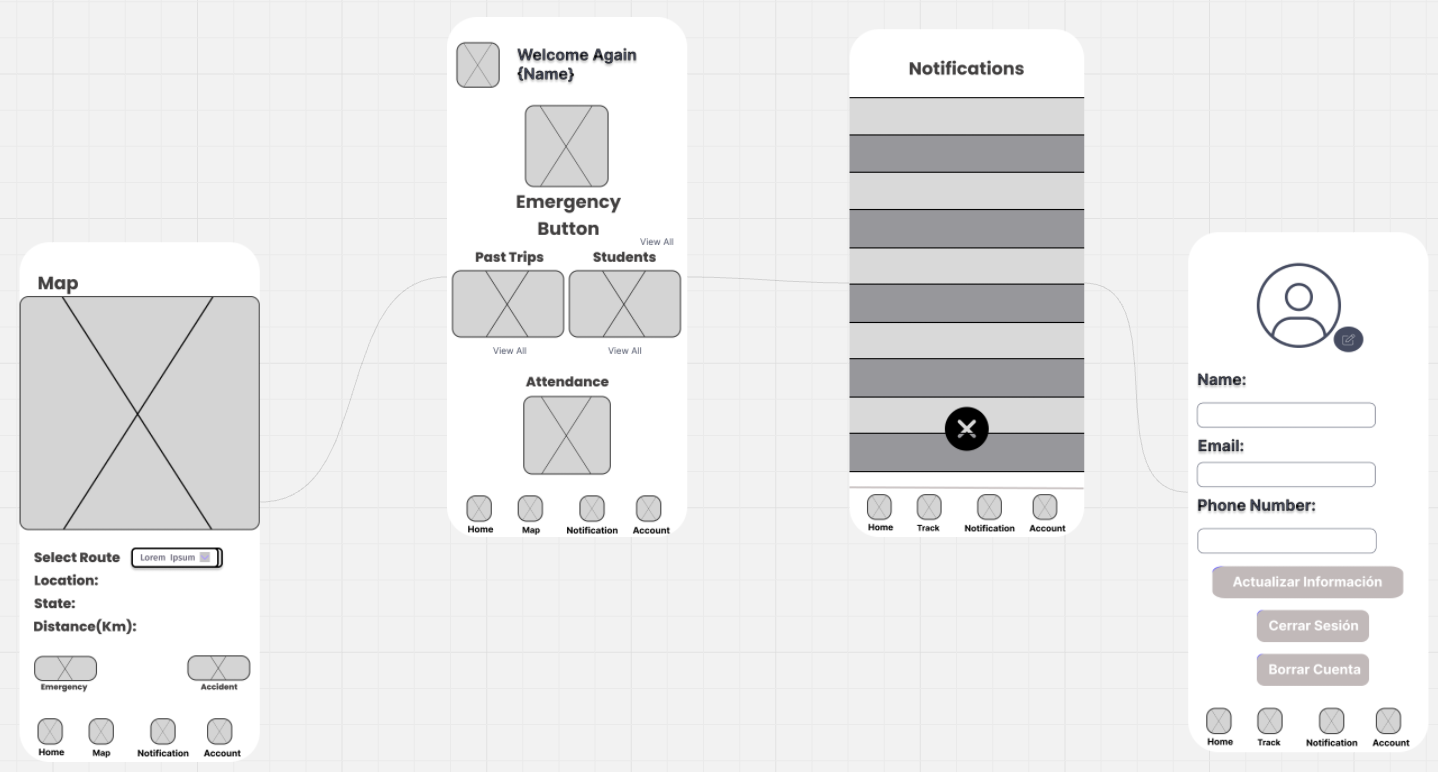 Map
Select Route
Lorem Ipsum
Location:
State:
Distance(Km):
Emergency
Accident
Home
Map
Notification
Account
Welcome Again
{Name}
Emergency
Button
View All
Past Trips
Students
View All
View All
Attendance
Home
Map
Notification
Account
Notifications
Home
Track
Notification
Account
Name:
Email:
Phone Number:
Actualizar Información
Cerrar Sesión
Borrar Cuenta
Home
Track
Notification
Account